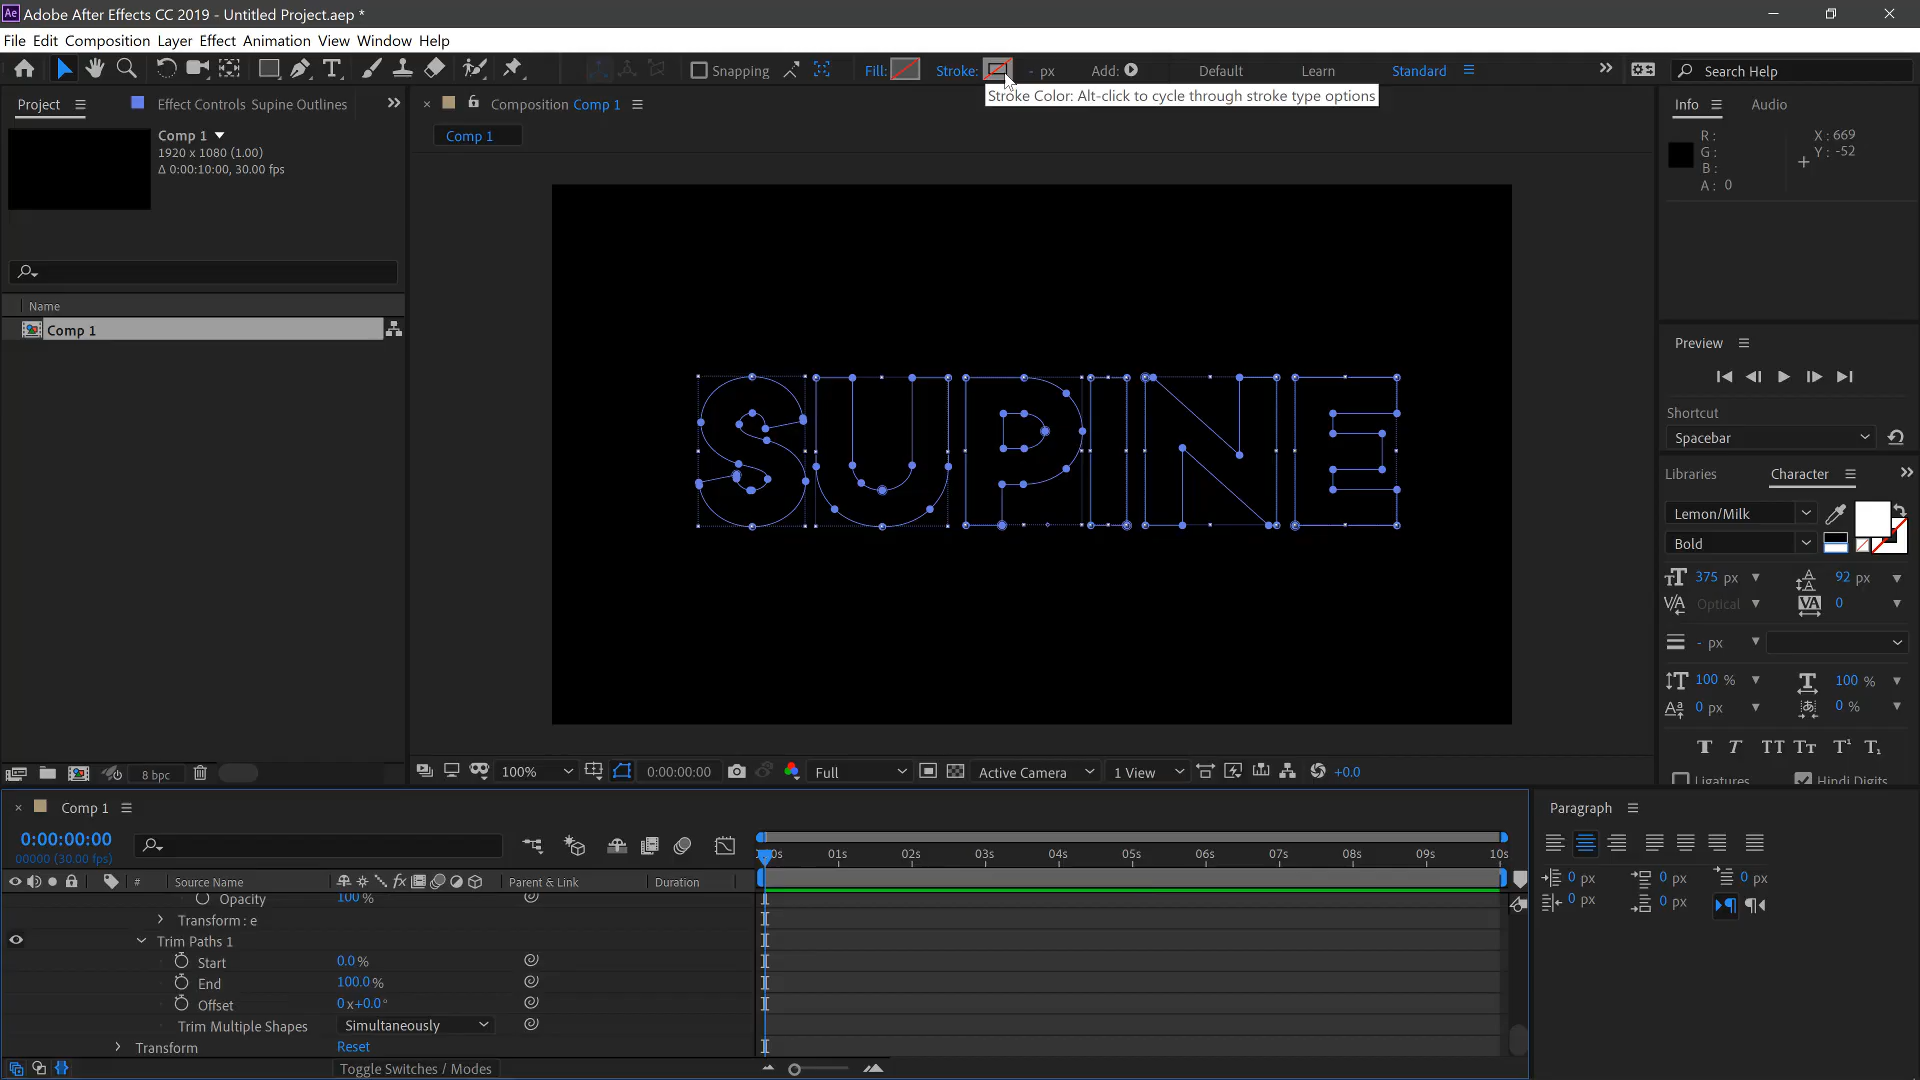 Ae Adobe After Effects CC 2019 - Untitled Project.aep *
File Edit Composition Layer Effect Animation View Window Help
Snapping Fill: Stroke: - px Add: Default Learn Standard Search Help
Stroke Color: Alt-click to cycle through stroke type options
Project Effect Controls Supine Outlines
Comp 1
1920 x 1080 (1.00)
Δ 0:00:10:00, 30.00 fps
Name
Comp 1
8 bpc
Composition Comp 1
Comp 1
SUPINE
100% 0:00:00:00 Full Active Camera 1 View +0.0
Info Audio
R :
G :
B :
A : 0
X : 669
Y : -52
Preview
Shortcut
Spacebar
Libraries Character
Lemon/Milk
Bold
375 px 92 px
Optical 0
- px
100 % 100 %
0 px 0 %
Ligatures Hindi Digits
Comp 1
0:00:00:00
00000 (30.00 fps)
# Source Name Parent & Link Duration
0s 01s 02s 03s 04s 05s 06s 07s 08s 09s 10s
Opacity 100 %
Transform : e
Trim Paths 1
Start 0.0 %
End 100.0 %
Offset 0 x +0.0 °
Trim Multiple Shapes Simultaneously
Transform Reset
Toggle Switches / Modes
Paragraph
0 px 0 px 0 px
0 px 0 px